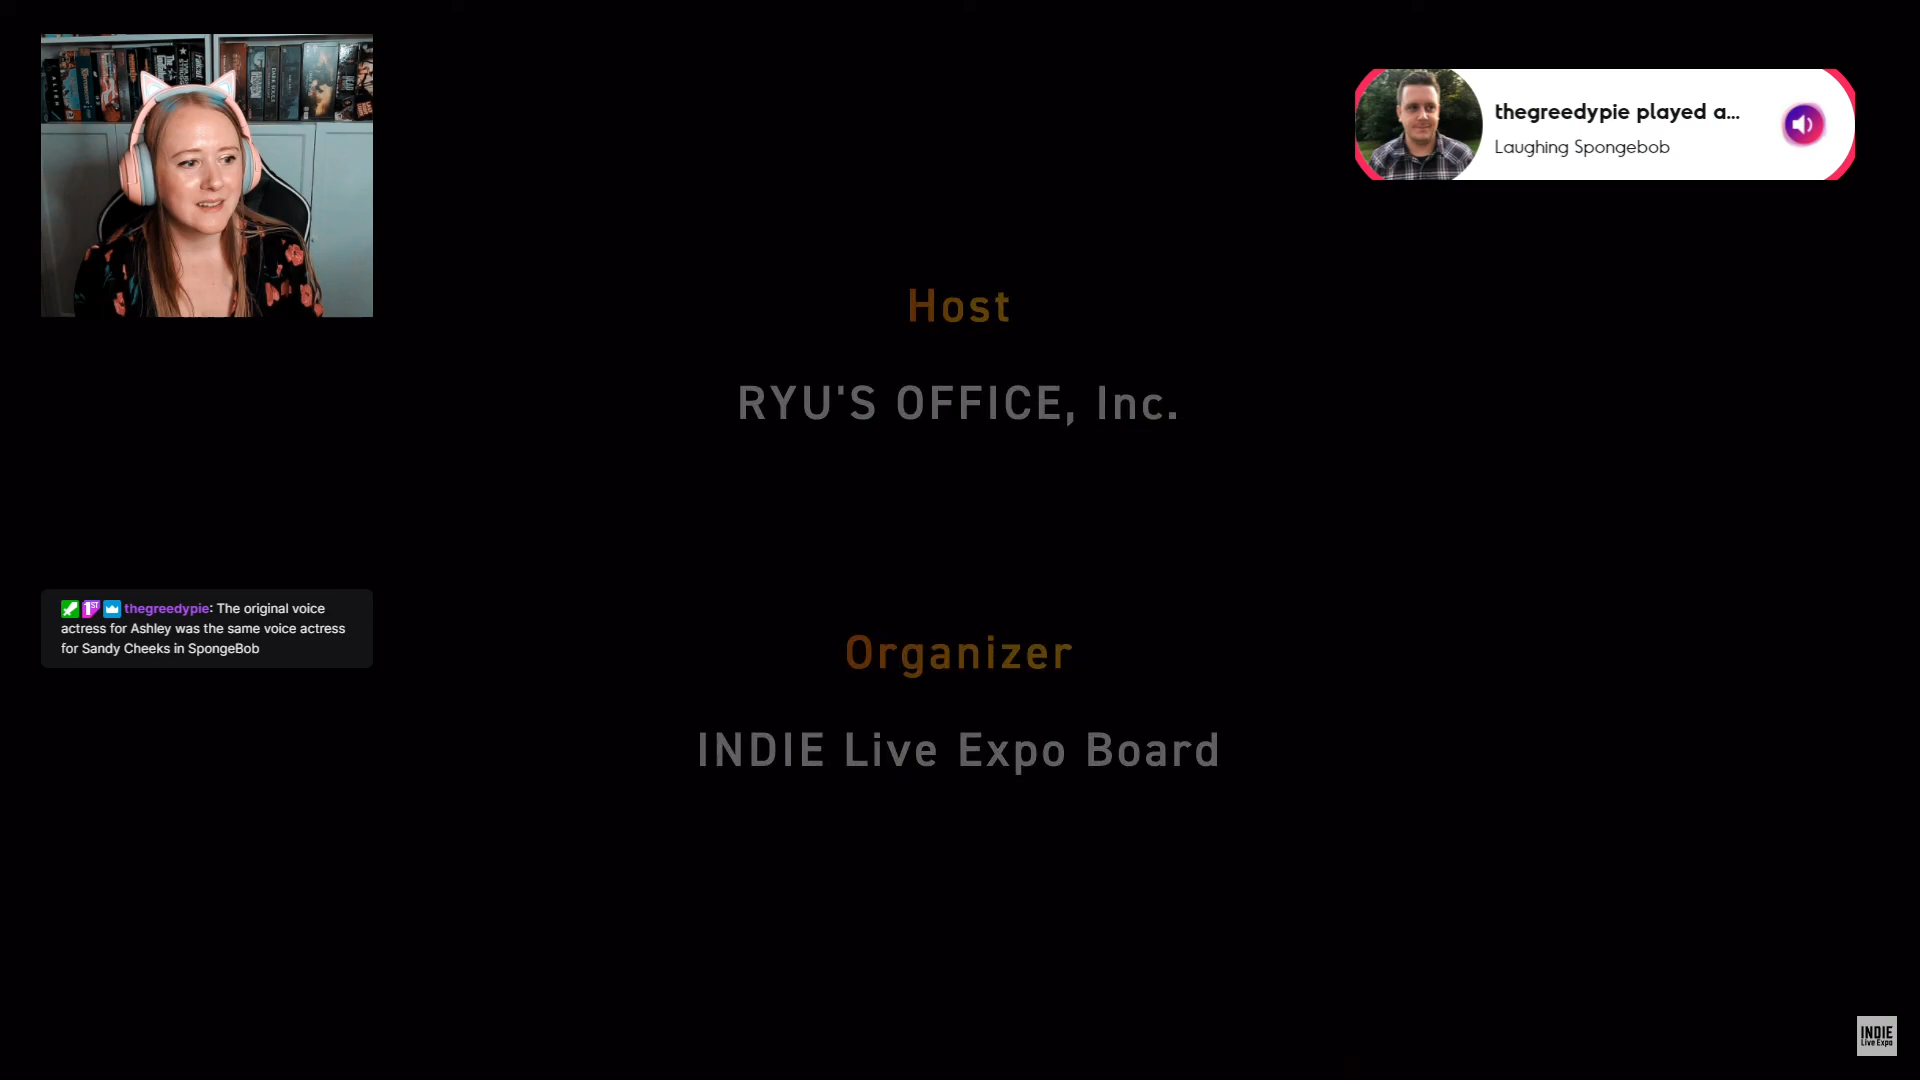 thegreedypie played a...
Laughing Spongebob
Host
RYU'S OFFICE, Inc.
1ST thegreedypie: The original voice
actress for Ashley was the same voice actress
for Sandy Cheeks in SpongeBob
Organizer
INDIE Live Expo Board
INDIE
Live Expo